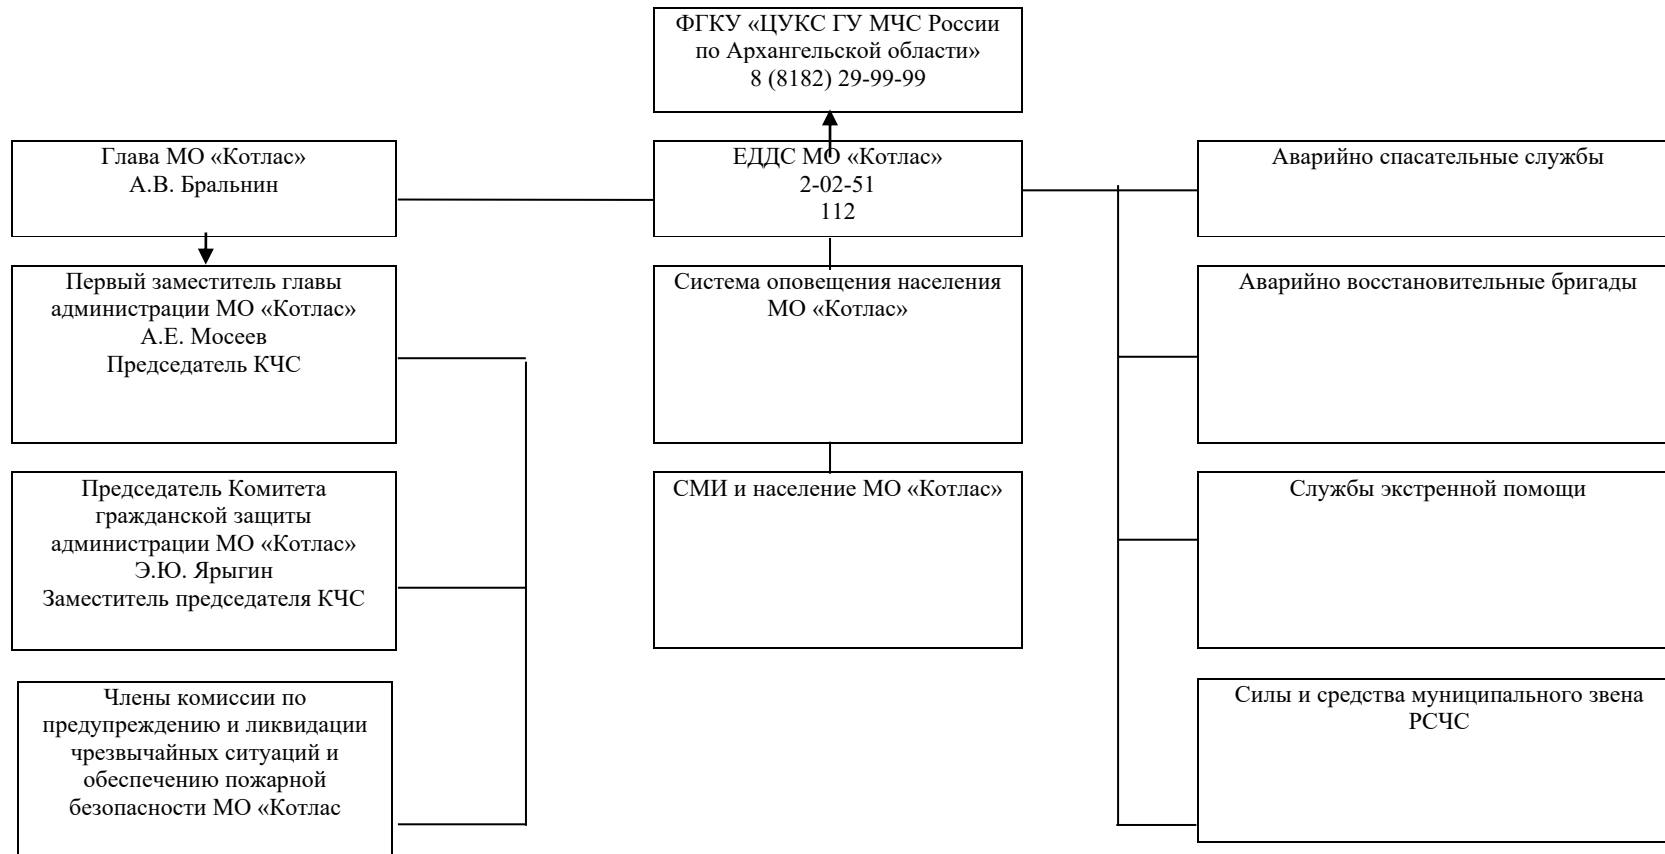 ФГКУ «ЦУКС ГУ МЧС России
по Архангельской области»
8 (8182) 29-99-99
Глава МО «Котлас»
А.В. Бральнин
ЕДДС МО «Котлас»
2-02-51
112
Аварийно спасательные службы
Первый заместитель главы
администрации МО «Котлас»
А.Е. Мосеев
Председатель КЧС
Система оповещения населения
МО «Котлас»
Аварийно восстановительные бригады
Председатель Комитета
гражданской защиты
администрации МО «Котлас»
Э.Ю. Ярыгин
Заместитель председателя КЧС
СМИ и население МО «Котлас»
Службы экстренной помощи
Члены комиссии по
предупреждению и ликвидации
чрезвычайных ситуаций и
обеспечению пожарной
безопасности МО «Котлас
Силы и средства муниципального звена
РСЧС